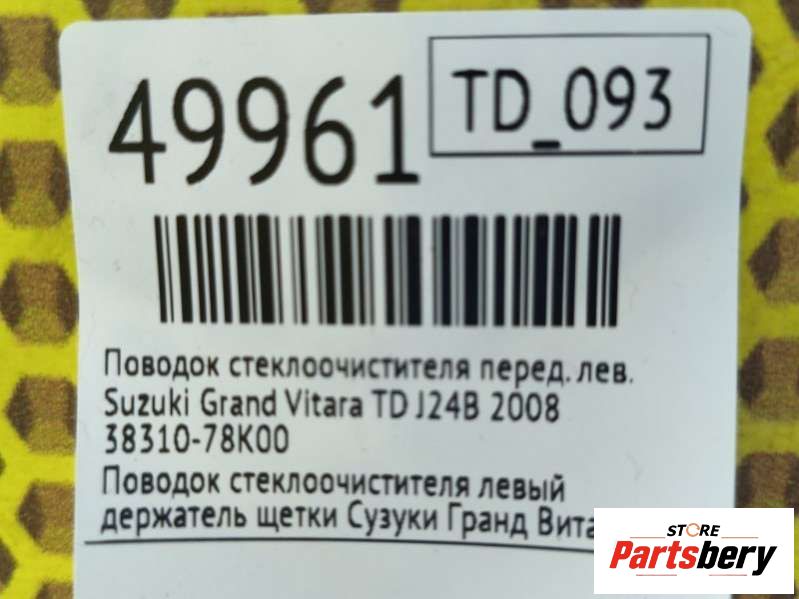 49961
TD_093
Поводок стеклоочистителя перед. лев.
Suzuki Grand Vitara TD J24B 2008
38310-78K00
Поводок стеклоочистителя левый
держатель щетки Сузуки Гранд
STORE
Partsbery